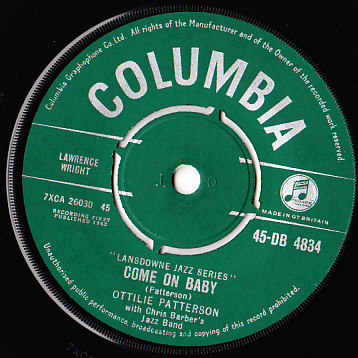 All rights of the Manufacturer and of the Owner of the recorded work reserved.
Columbia Graphophone Co. Ltd.
COLUMBIA
LAWRENCE
WRIGHT
7XCA 26030 45
RECORDING FIRST
PUBLISHED 1962
MADE IN GT. BRITAIN
45-DB 4834
"LANSDOWNE JAZZ SERIES"
COME ON BABY
(Patterson)
OTTILIE PATTERSON
with Chris Barber's
Jazz Band
Unauthorised public performance, broadcasting and copying of this record prohibited.